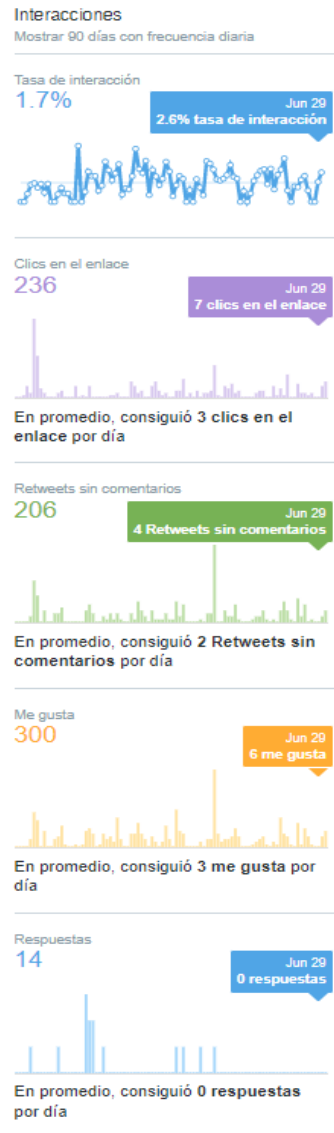 Interacciones
Mostrar 90 días con frecuencia diaria
Tasa de interacción
1.7%
Jun 29
2.6% tasa de interacción
Clics en el enlace
236
Jun 29
7 clics en el enlace
En promedio, consiguió 3 clics en el
enlace por día
Retweets sin comentarios
206
Jun 29
4 Retweets sin comentarios
En promedio, consiguió 2 Retweets sin
comentarios por día
Me gusta
300
Jun 29
6 me gusta
En promedio, consiguió 3 me gusta por
día
Respuestas
14
Jun 29
0 respuestas
En promedio, consiguió 0 respuestas
por día